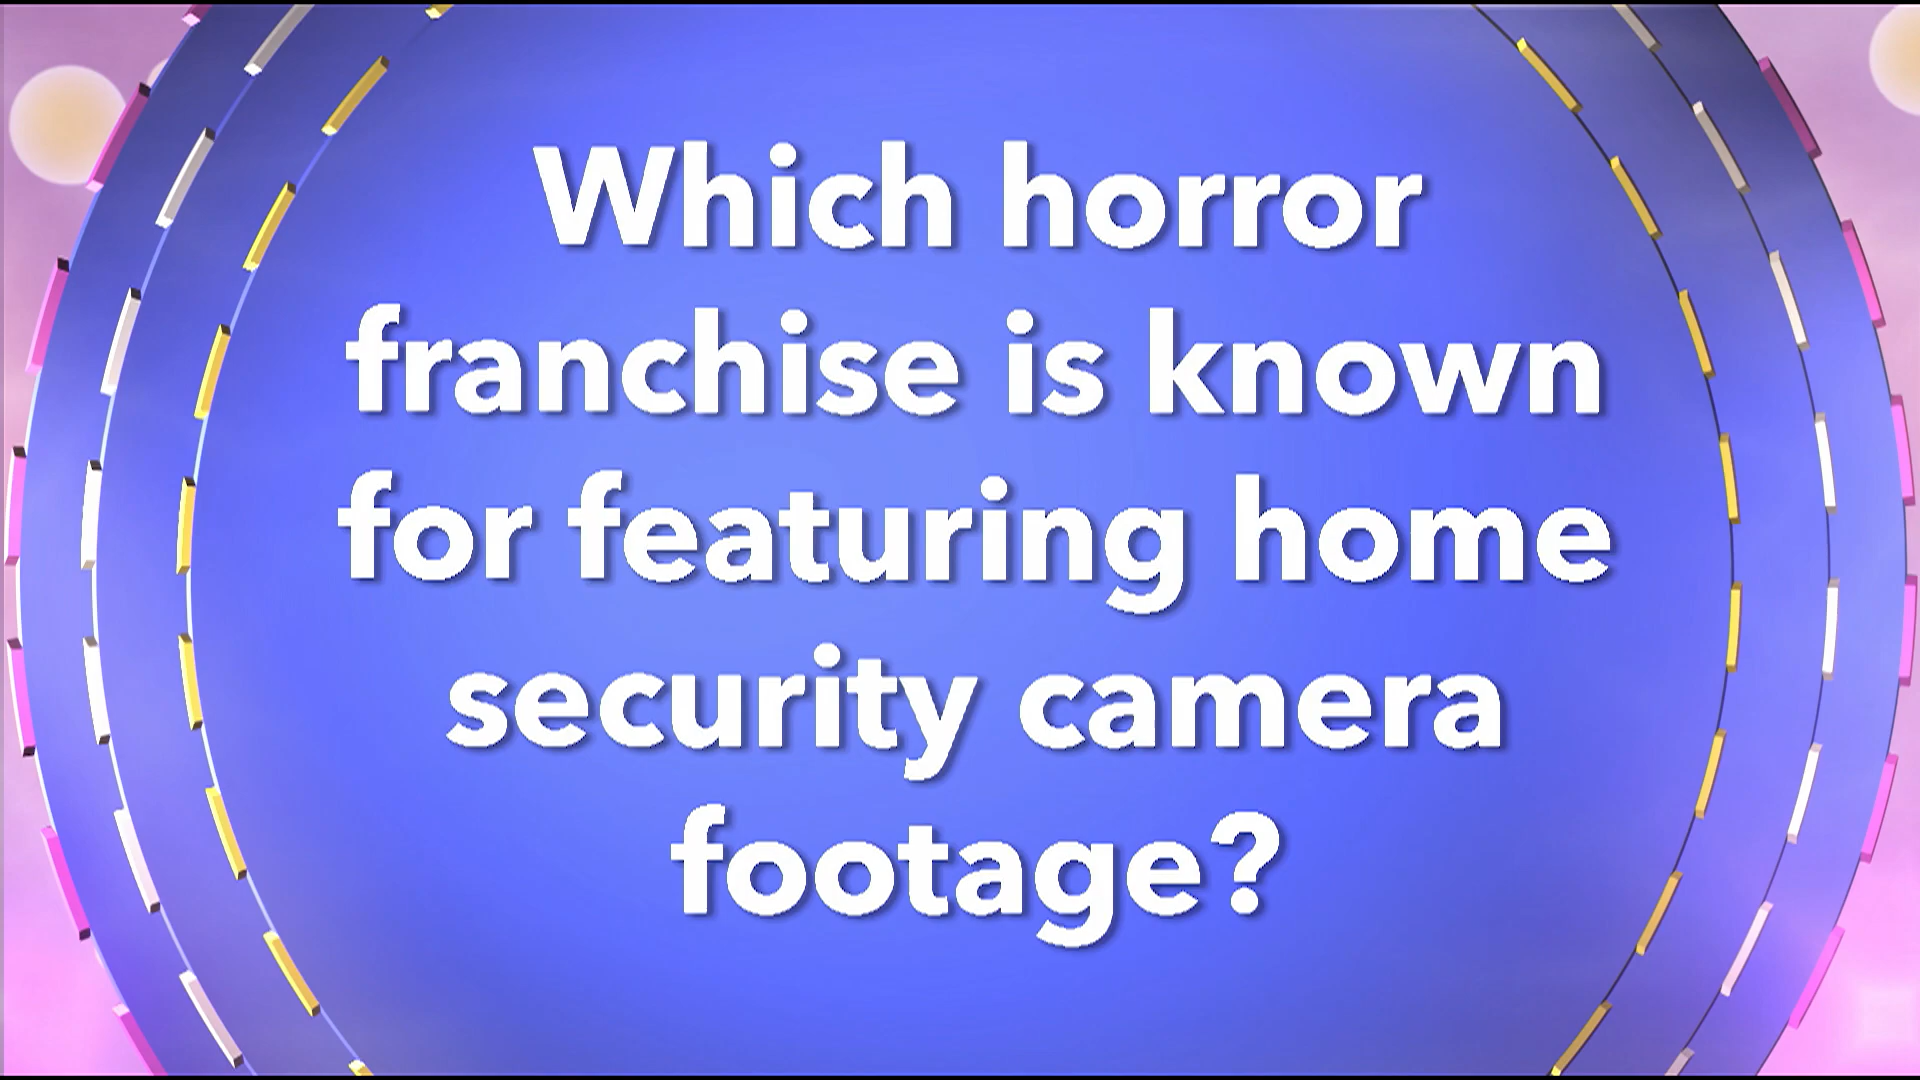 Which horror
franchise is known
for featuring home
security camera
footage?